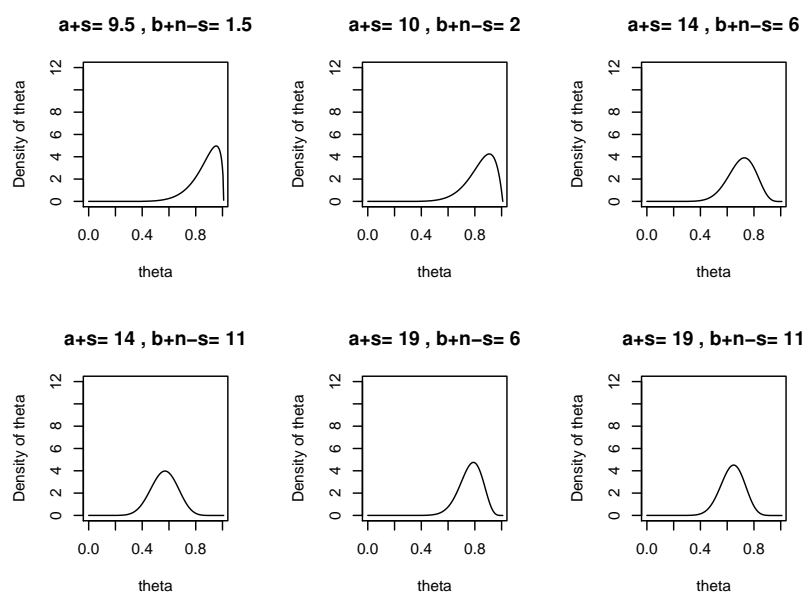 a+s= 9.5 , b+n−s= 1.5
a+s= 10 , b+n−s= 2
a+s= 14 , b+n−s= 6
Density of theta
0 2 4 6 8 12
0.0 0.4 0.8
theta
Density of theta
0 2 4 6 8 12
0.0 0.4 0.8
theta
Density of theta
0 2 4 6 8 12
0.0 0.4 0.8
theta
a+s= 14 , b+n−s= 11
a+s= 19 , b+n−s= 6
a+s= 19 , b+n−s= 11
Density of theta
0 2 4 6 8 12
0.0 0.4 0.8
theta
Density of theta
0 2 4 6 8 12
0.0 0.4 0.8
theta
Density of theta
0 2 4 6 8 12
0.0 0.4 0.8
theta